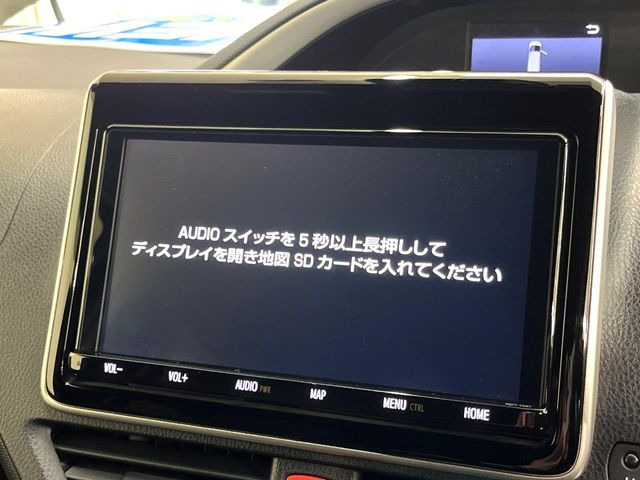 AUDIO スイッチを 5 秒以上長押しして
ディスプレイを開き地図 SD カードを入れてください
VOL− VOL+ AUDIO PWR MAP MENU CTRL HOME